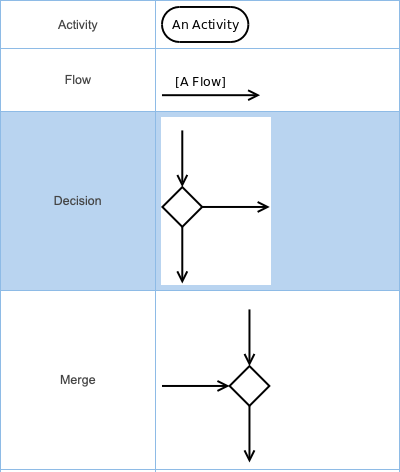 Activity
An Activity
Flow
[A Flow]
Decision
Merge